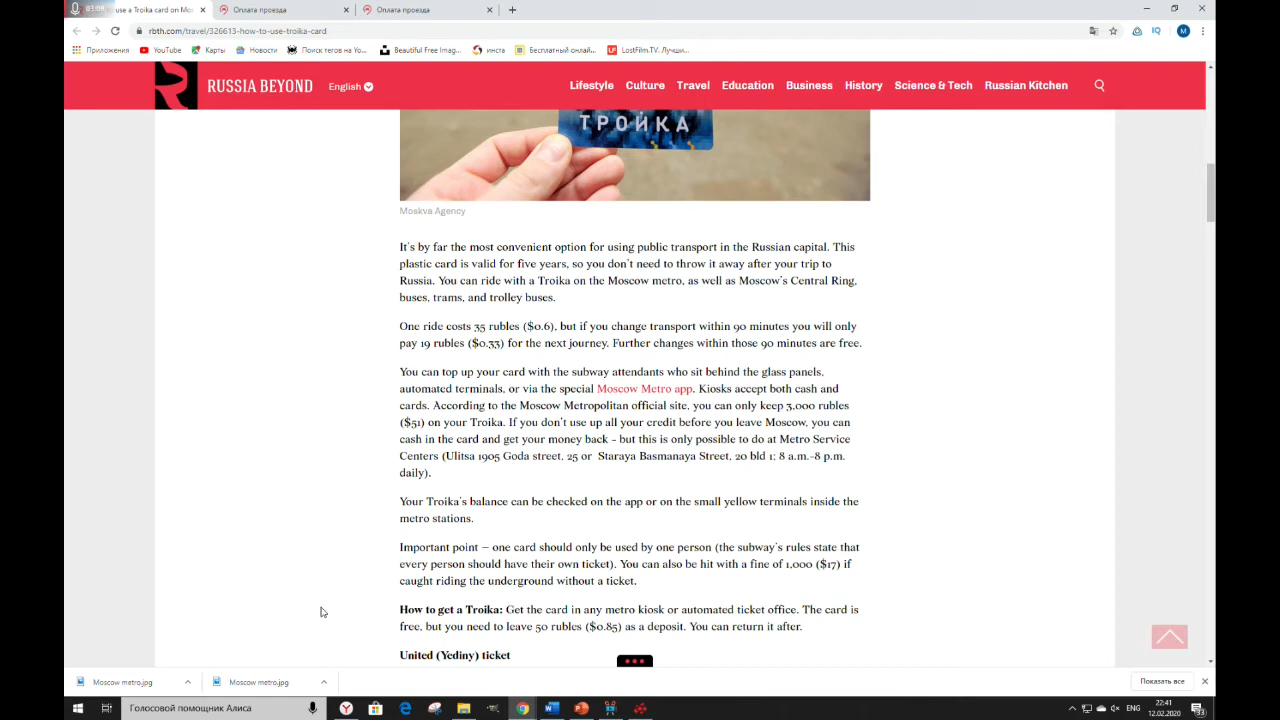 03:08 use a Troika card on Mos
Оплата проезда
Оплата проезда
rbth.com/travel/326613-how-to-use-troika-card
M
Приложения
YouTube
Карты
Новости
Поиск тегов на Yo...
Beautiful Free Imag...
инста
Бесплатный онлай...
LostFilm.TV. Лучши...
RUSSIA BEYOND
English
Lifestyle
Culture
Travel
Education
Business
History
Science & Tech
Russian Kitchen
ТРОЙКА
Moskva Agency
It's by far the most convenient option for using public transport in the Russian capital. This
plastic card is valid for five years, so you don't need to throw it away after your trip to
Russia. You can ride with a Troika on the Moscow metro, as well as Moscow's Central Ring,
buses, trams, and trolley buses.
One ride costs 35 rubles ($0.6), but if you change transport within 90 minutes you will only
pay 19 rubles ($0.33) for the next journey. Further changes within those 90 minutes are free.
You can top up your card with the subway attendants who sit behind the glass panels,
automated terminals, or via the special Moscow Metro app. Kiosks accept both cash and
cards. According to the Moscow Metropolitan official site, you can only keep 3,000 rubles
($51) on your Troika. If you don't use up all your credit before you leave Moscow, you can
cash in the card and get your money back - but this is only possible to do at Metro Service
Centers (Ulitsa 1905 Goda street, 25 or Staraya Basmanaya Street, 20 bld 1: 8 a.m.-8 p.m.
daily).
Your Troika's balance can be checked on the app or on the small yellow terminals inside the
metro stations.
Important point – one card should only be used by one person (the subway's rules state that
every person should have their own ticket). You can also be hit with a fine of 1,000 ($17) if
caught riding the underground without a ticket.
How to get a Troika: Get the card in any metro kiosk or automated ticket office. The card is
free, but you need to leave 50 rubles ($0.85) as a deposit. You can return it after.
United (Yediny) ticket
Moscow metro.jpg
Moscow metro.jpg
Показать все
Голосовой помощник Алиса
ENG
22:41
12.02.2020
33